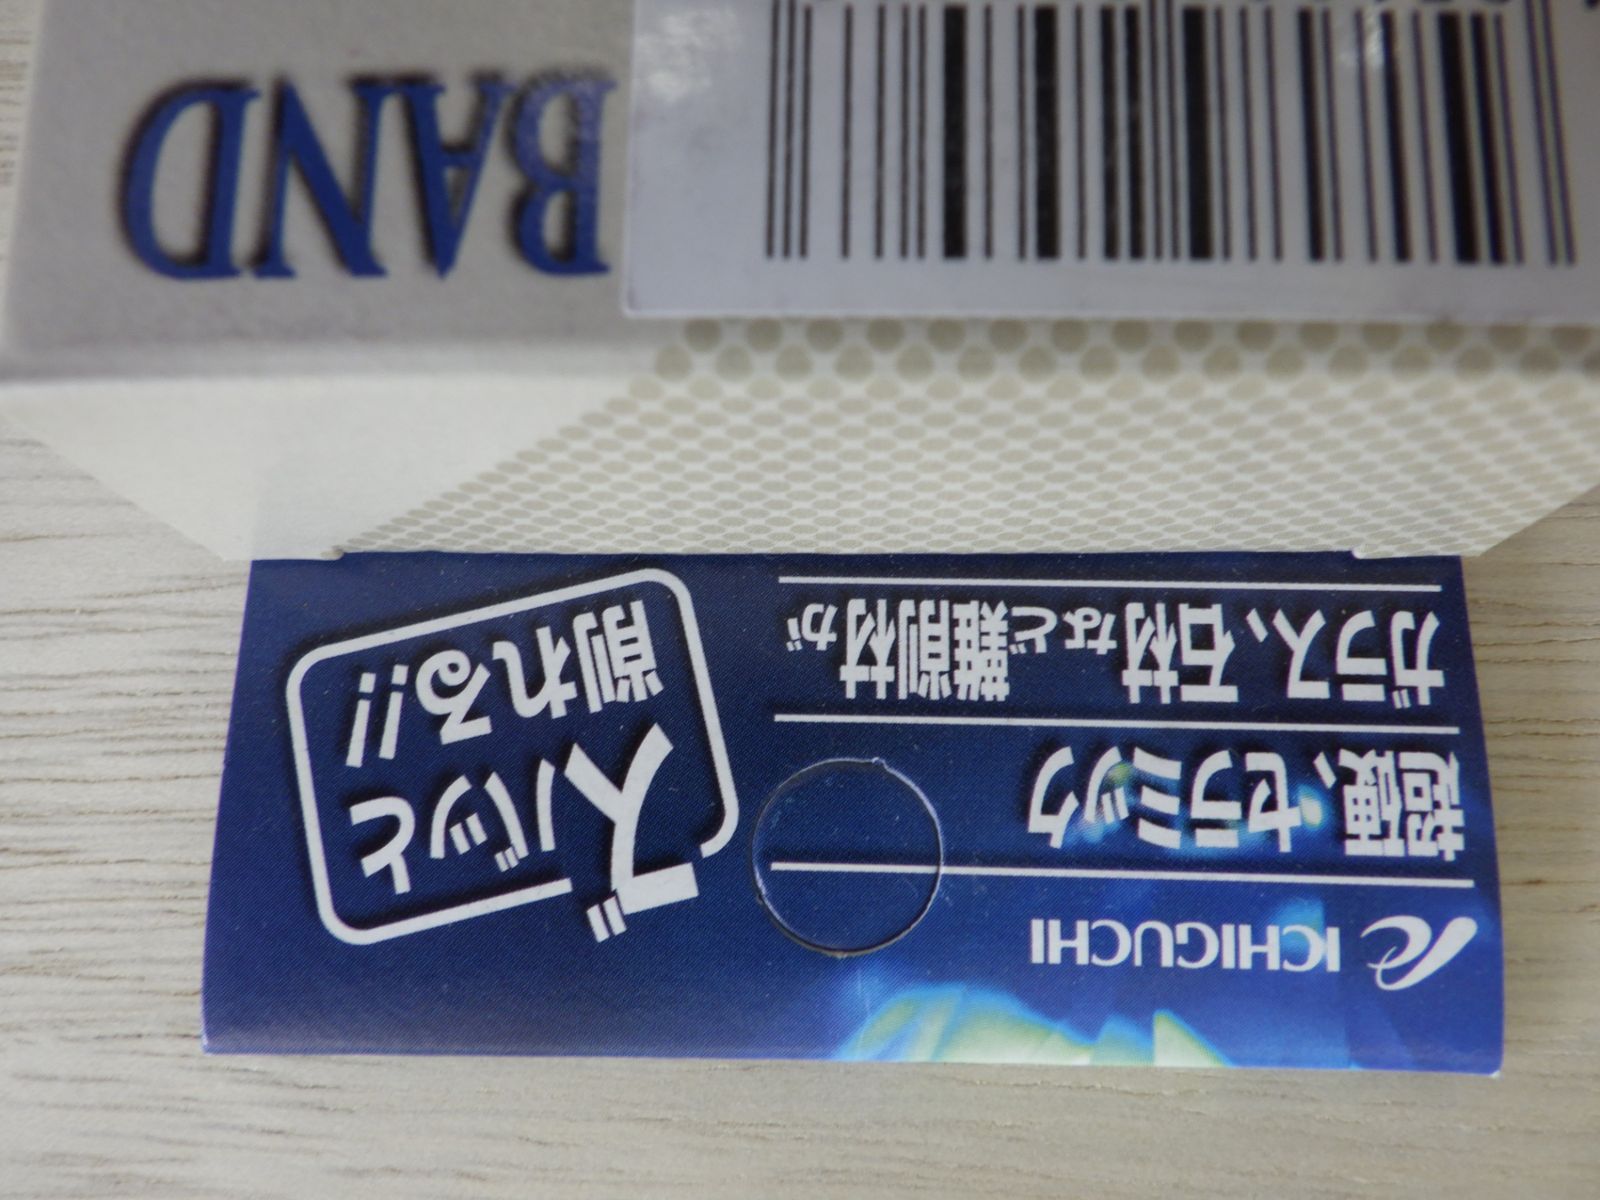 ICHIGUCHI
超硬、セラミック
ガラス、石材など難削材が
ズバッと
削れる!!
BAND